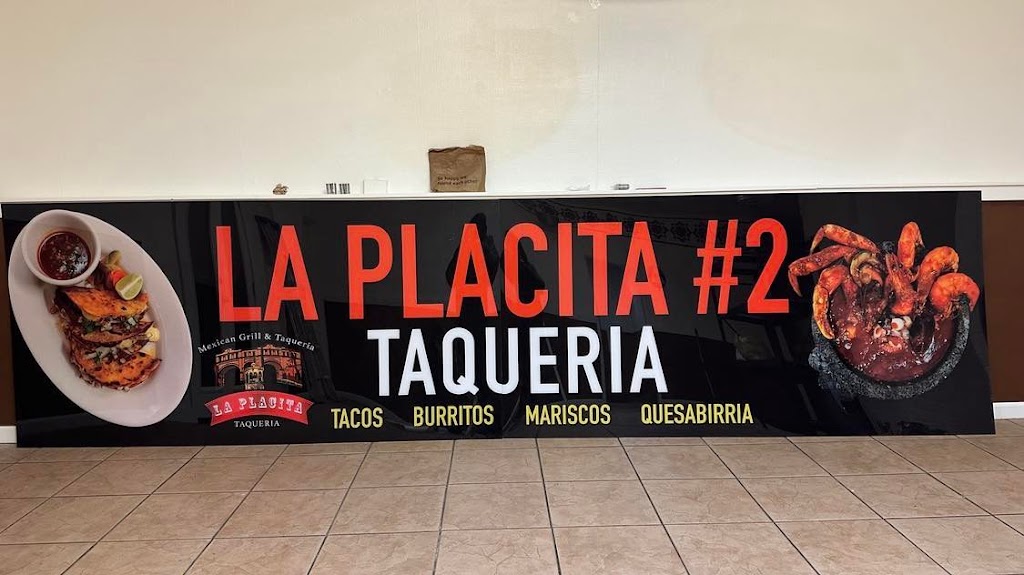 LA PLACITA #2
TAQUERIA
TACOS BURRITOS MARISCOS QUESABIRRIA
Mexican Grill & Taqueria
LA PLACITA
TAQUERIA